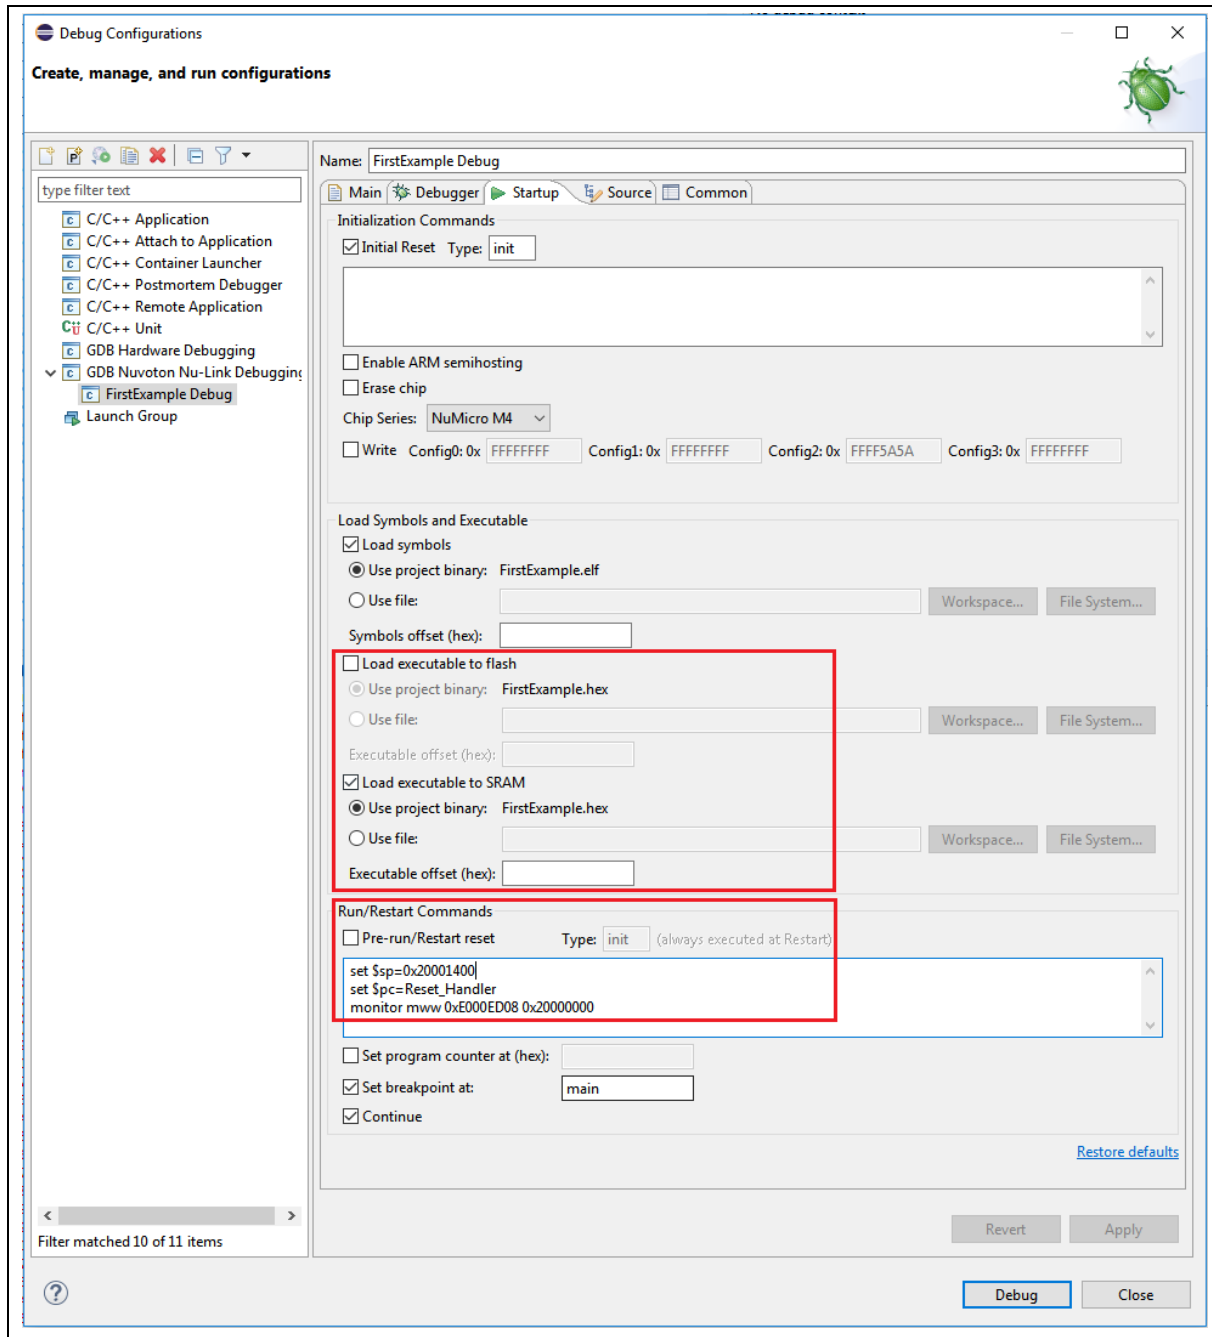 Debug Configurations
Create, manage, and run configurations
type filter text
C/C++ Application
C/C++ Attach to Application
C/C++ Container Launcher
C/C++ Postmortem Debugger
C/C++ Remote Application
C/C++ Unit
GDB Hardware Debugging
GDB Nuvoton Nu-Link Debugging
FirstExample Debug
Launch Group
Filter matched 10 of 11 items
Name: FirstExample Debug
Main Debugger Startup Source Common
Initialization Commands
Initial Reset Type: init
Enable ARM semihosting
Erase chip
Chip Series: NuMicro M4
Write Config0: 0x FFFFFFFF Config1: 0x FFFFFFFF Config2: 0x FFFF5A5A Config3: 0x FFFFFFFF
Load Symbols and Executable
Load symbols
Use project binary: FirstExample.elf
Use file: Workspace... File System...
Symbols offset (hex):
Load executable to flash
Use project binary: FirstExample.hex
Use file: Workspace... File System...
Executable offset (hex):
Load executable to SRAM
Use project binary: FirstExample.hex
Use file: Workspace... File System...
Executable offset (hex):
Run/Restart Commands
Pre-run/Restart reset Type: init (always executed at Restart)
set $sp=0x20001400
set $pc=Reset_Handler
monitor mww 0xE000ED08 0x20000000
Set program counter at (hex):
Set breakpoint at: main
Continue
Restore defaults
Revert Apply
Debug Close